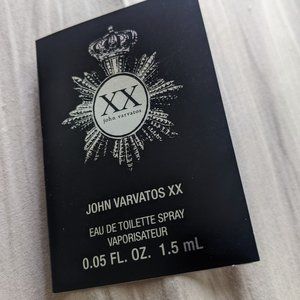 XX
john varvatos
JOHN VARVATOS XX
EAU DE TOILETTE SPRAY
VAPORISATEUR
0.05 FL. OZ. 1.5 mL